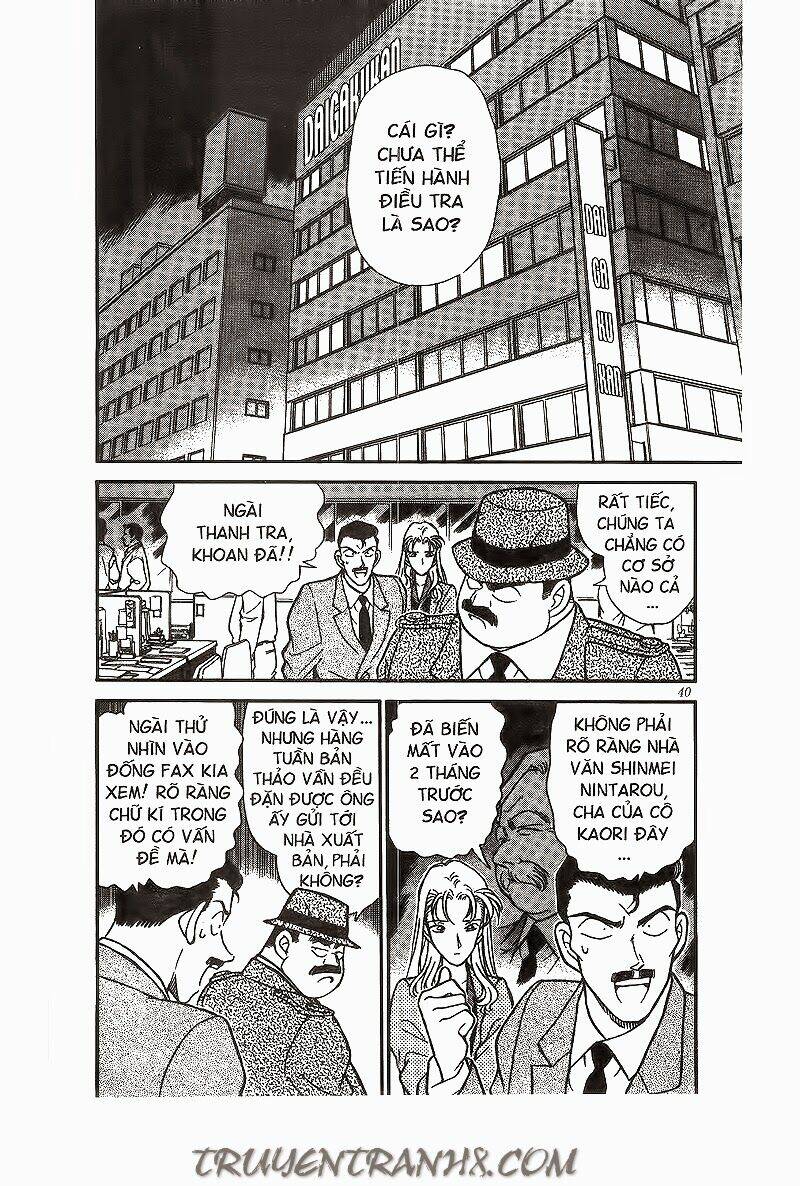 DAIGAKUKAN
CÁI GÌ?
CHƯA THỂ
TIẾN HÀNH
ĐIỀU TRA
LÀ SAO?
DAI
GA
KU
KAN
RẤT TIẾC,
CHÚNG TA
CHẲNG CÓ
CƠ SỞ
NÀO CẢ
...
NGÀI
THANH TRA,
KHOAN ĐÃ!!
40
KHÔNG PHẢI
RÕ RÀNG NHÀ
VĂN SHINMEI
NINTAROU,
CHA CỦA CÔ
KAORI ĐÂY
...
ĐÃ BIẾN
MẤT VÀO
2 THÁNG
TRƯỚC
SAO?
ĐÚNG LÀ VẬY...
NHƯNG HÀNG
TUẦN BẢN
THẢO VẪN ĐỀU
ĐẶN ĐƯỢC ÔNG
ẤY GỬI TỚI
NHÀ XUẤT
BẢN, PHẢI
KHÔNG?
NGÀI THỬ
NHÌN VÀO
ĐỐNG FAX KIA
XEM! RÕ RÀNG
CHỮ KÍ TRONG
ĐÓ CÓ VẤN
ĐỀ MÀ!
TRUYENTRANH8.COM